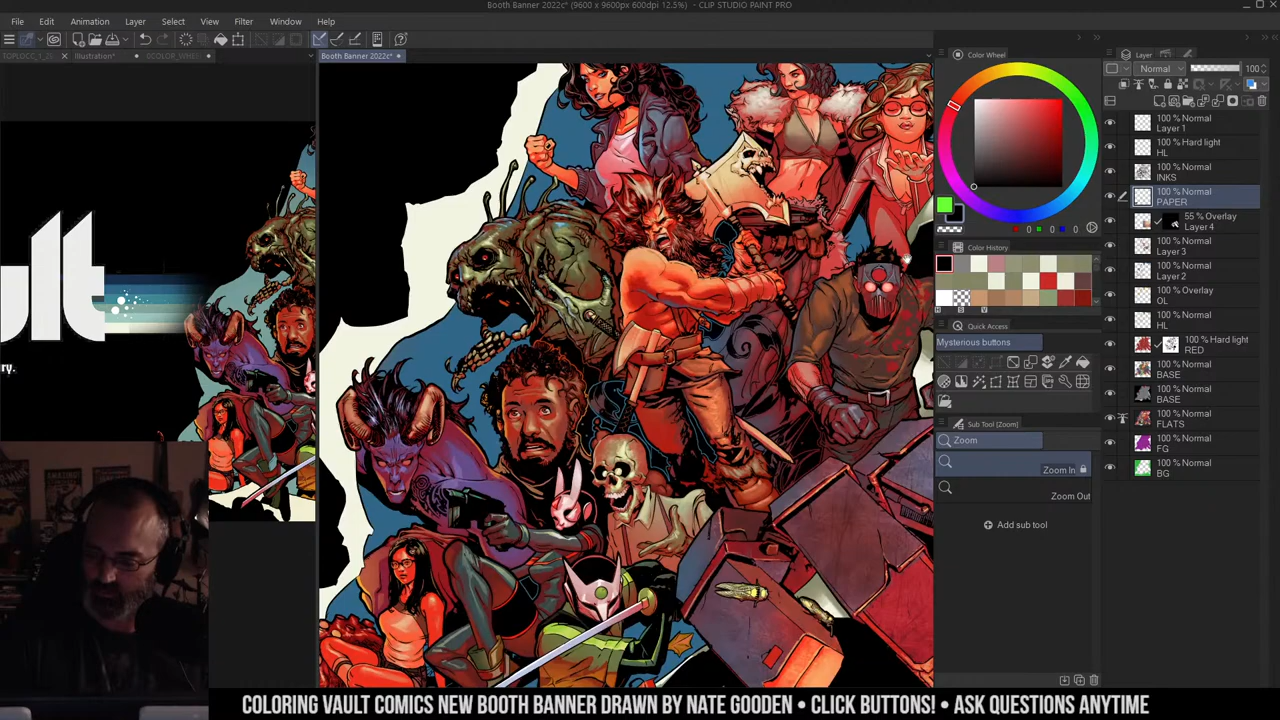 Booth Banner 2022c* (9600 x 9600px 600dpi 12.5%) - CLIP STUDIO PAINT PRO
File Edit Animation Layer Select View Filter Window Help
Illustration* Booth Banner 2022c*
Color Wheel
0 0 0
Color History
Quick Access
Mysterious buttons
Sub Tool [Zoom]
Zoom
Zoom In
Zoom Out
Add sub tool
Layer
Normal 100
100 % Normal
Layer 1
100 % Hard light
HL
100 % Normal
INKS
100 % Normal
PAPER
55 % Overlay
Layer 4
100 % Normal
Layer 3
100 % Normal
Layer 2
100 % Overlay
OL
100 % Normal
HL
100 % Hard light
RED
100 % Normal
BASE
100 % Normal
BASE
100 % Normal
FLATS
100 % Normal
FG
100 % Normal
BG
ult
ry.
COLORING VAULT COMICS NEW BOOTH BANNER DRAWN BY NATE GOODEN • CLICK BUTTONS! • ASK QUESTIONS ANYTIME